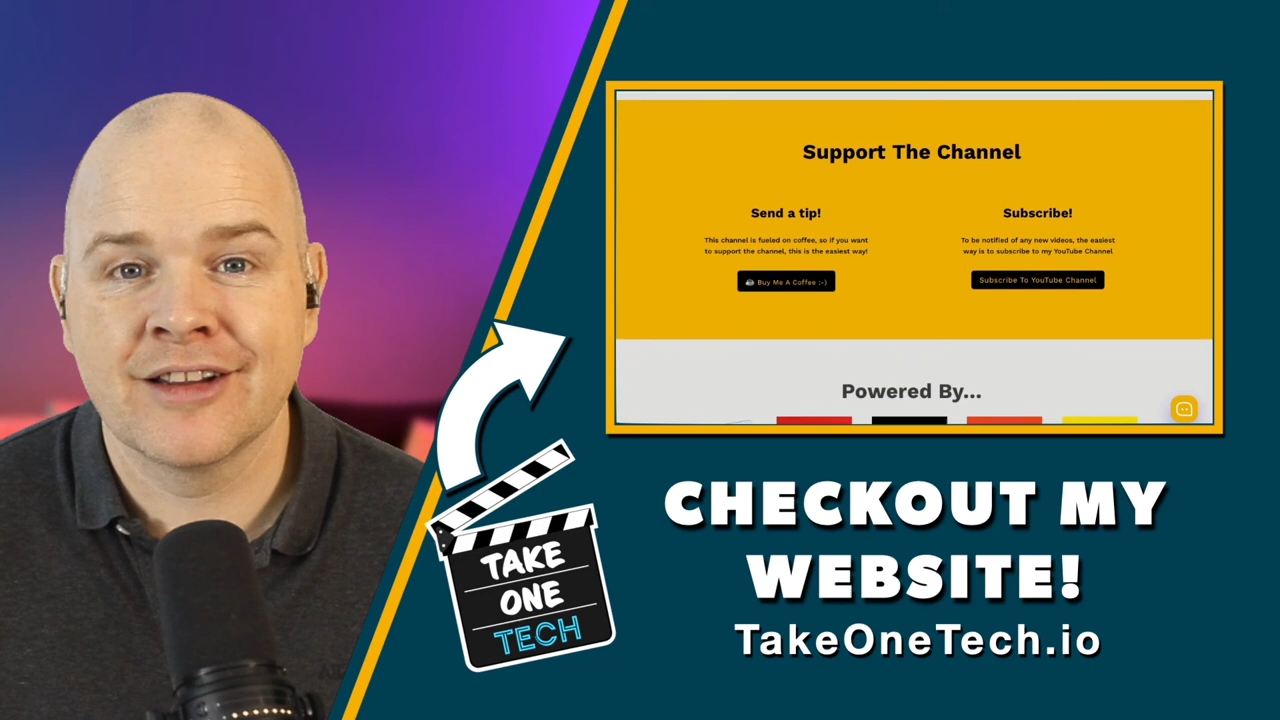 Support The Channel
Send a tip!
This channel is fueled on coffee, so if you want
to support the channel, this is the easiest way!
Buy Me A Coffee ;-)
Subscribe!
To be notified of any new videos, the easiest
way is to subscribe to my YouTube Channel
Subscribe To YouTube Channel
Powered By...
TAKE
ONE
TECH
CHECKOUT MY
WEBSITE!
TakeOneTech.io